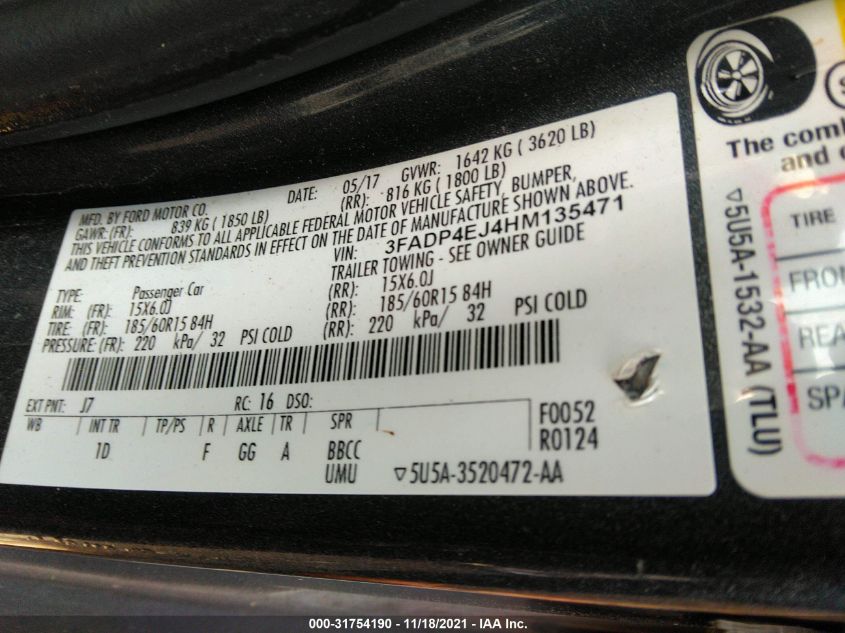 MFD. BY FORD MOTOR CO. DATE: 05/17 GVWR: 1642 KG ( 3620 LB)
GAWR: (FR): 839 KG ( 1850 LB) (RR): 816 KG ( 1800 LB)
THIS VEHICLE CONFORMS TO ALL APPLICABLE FEDERAL MOTOR VEHICLE SAFETY, BUMPER,
AND THEFT PREVENTION STANDARDS IN EFFECT ON THE DATE OF MANUFACTURE SHOWN ABOVE.
VIN: 3FADP4EJ4HM135471
TYPE: Passenger Car TRAILER TOWING - SEE OWNER GUIDE
RIM: (FR): 15X6.0J (RR): 15X6.0J
TIRE: (FR): 185/60R15 84H (RR): 185/60R15 84H
PRESSURE: (FR): 220 kPa/ 32 PSI COLD (RR): 220 kPa/ 32 PSI COLD
EXT PNT: J7 RC: 16 DSO:
WB INT TR TP/PS R AXLE TR SPR F0052
1D F GG A BBCC R0124
UMU ▽5U5A-3520472-AA
The
and
▽5U5A-1532-AA (TLU)
TIRE
000-31754190 - 11/18/2021 - IAA Inc.